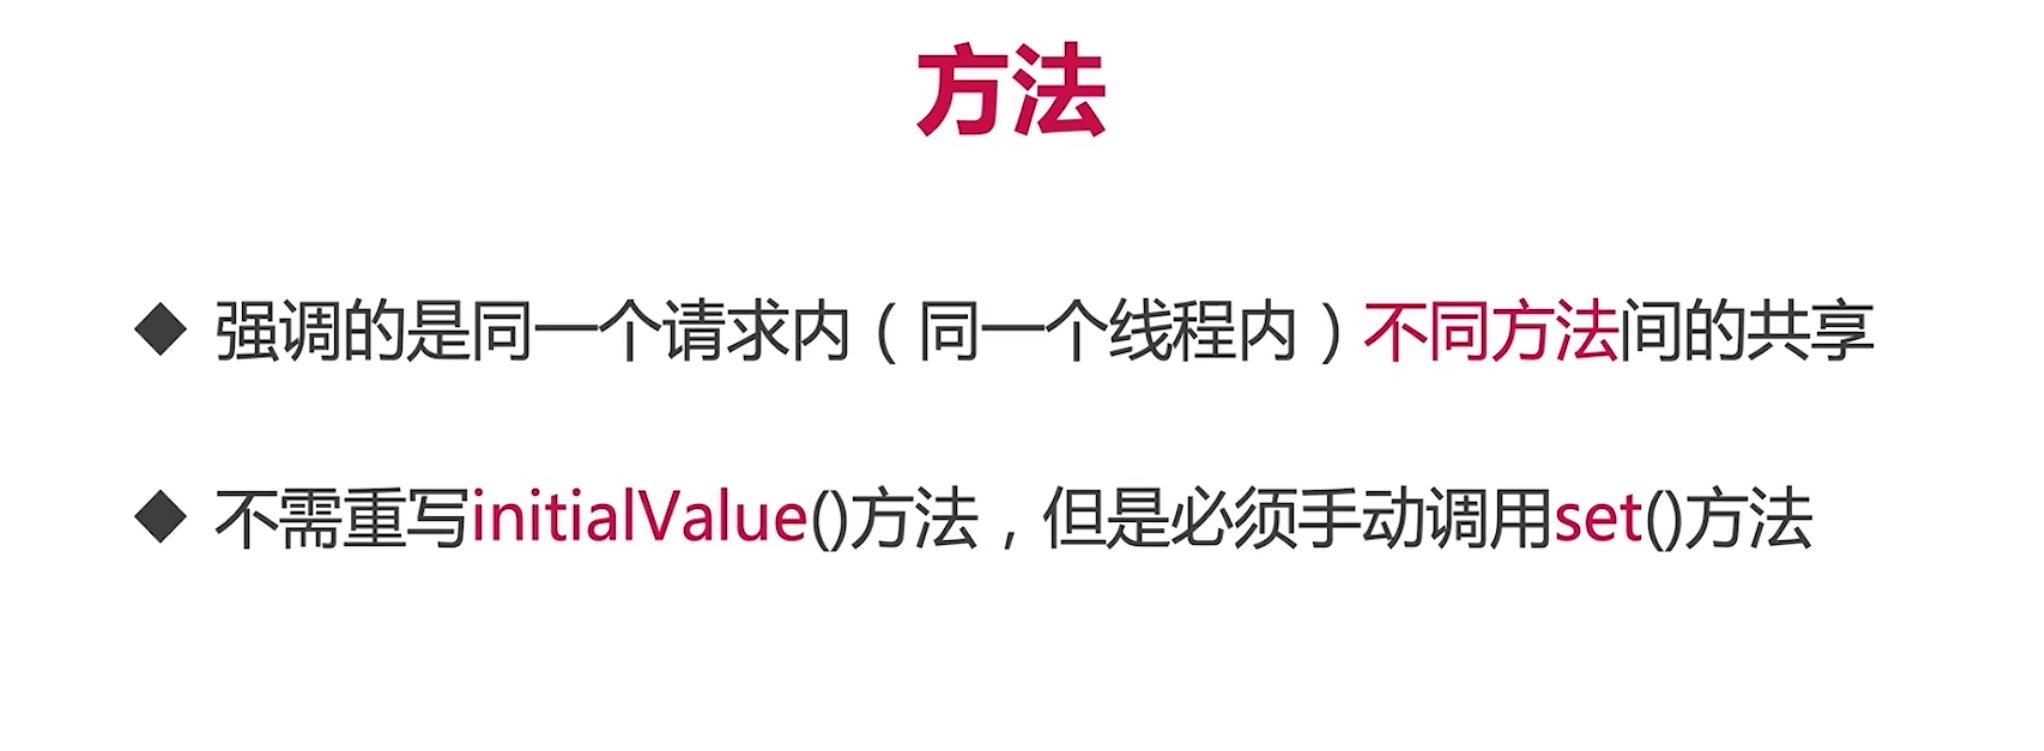 方法
◆ 强调的是同一个请求内（同一个线程内）不同方法间的共享
◆ 不需重写initialValue()方法，但是必须手动调用set()方法